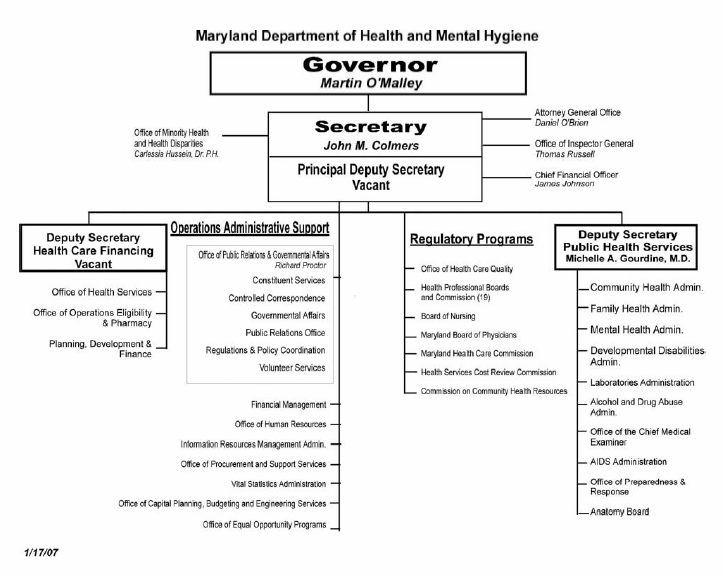 Maryland Department of Health and Mental Hygiene
Governor
Martin O'Malley
Secretary
John M. Colmers
Principal Deputy Secretary
Vacant
Office of Minority Health
and Health Disparities
Carlessia Hussein, Dr. P.H.
Attorney General Office
Daniel O'Brien
Office of Inspector General
Thomas Russell
Chief Financial Officer
James Johnson
Deputy Secretary
Health Care Financing
Vacant
Office of Health Services
Office of Operations Eligibility
& Pharmacy
Planning, Development &
Finance
Operations Administrative Support
Office of Public Relations & Governmental Affairs
Richard Proctor
Constituent Services
Controlled Correspondence
Governmental Affairs
Public Relations Office
Regulations & Policy Coordination
Volunteer Services
Financial Management
Office of Human Resources
Information Resources Management Admin.
Office of Procurement and Support Services
Vital Statistics Administration
Office of Capital Planning, Budgeting and Engineering Services
Office of Equal Opportunity Programs
Regulatory Programs
Office of Health Care Quality
Health Professional Boards
and Commission (19)
Board of Nursing
Maryland Board of Physicians
Maryland Health Care Commission
Health Services Cost Review Commission
Commission on Community Health Resources
Deputy Secretary
Public Health Services
Michelle A. Gourdine, M.D.
Community Health Admin.
Family Health Admin.
Mental Health Admin.
Developmental Disabilities
Admin.
Laboratories Administration
Alcohol and Drug Abuse
Admin.
Office of the Chief Medical
Examiner
AIDS Administration
Office of Preparedness &
Response
Anatomy Board
1/17/07